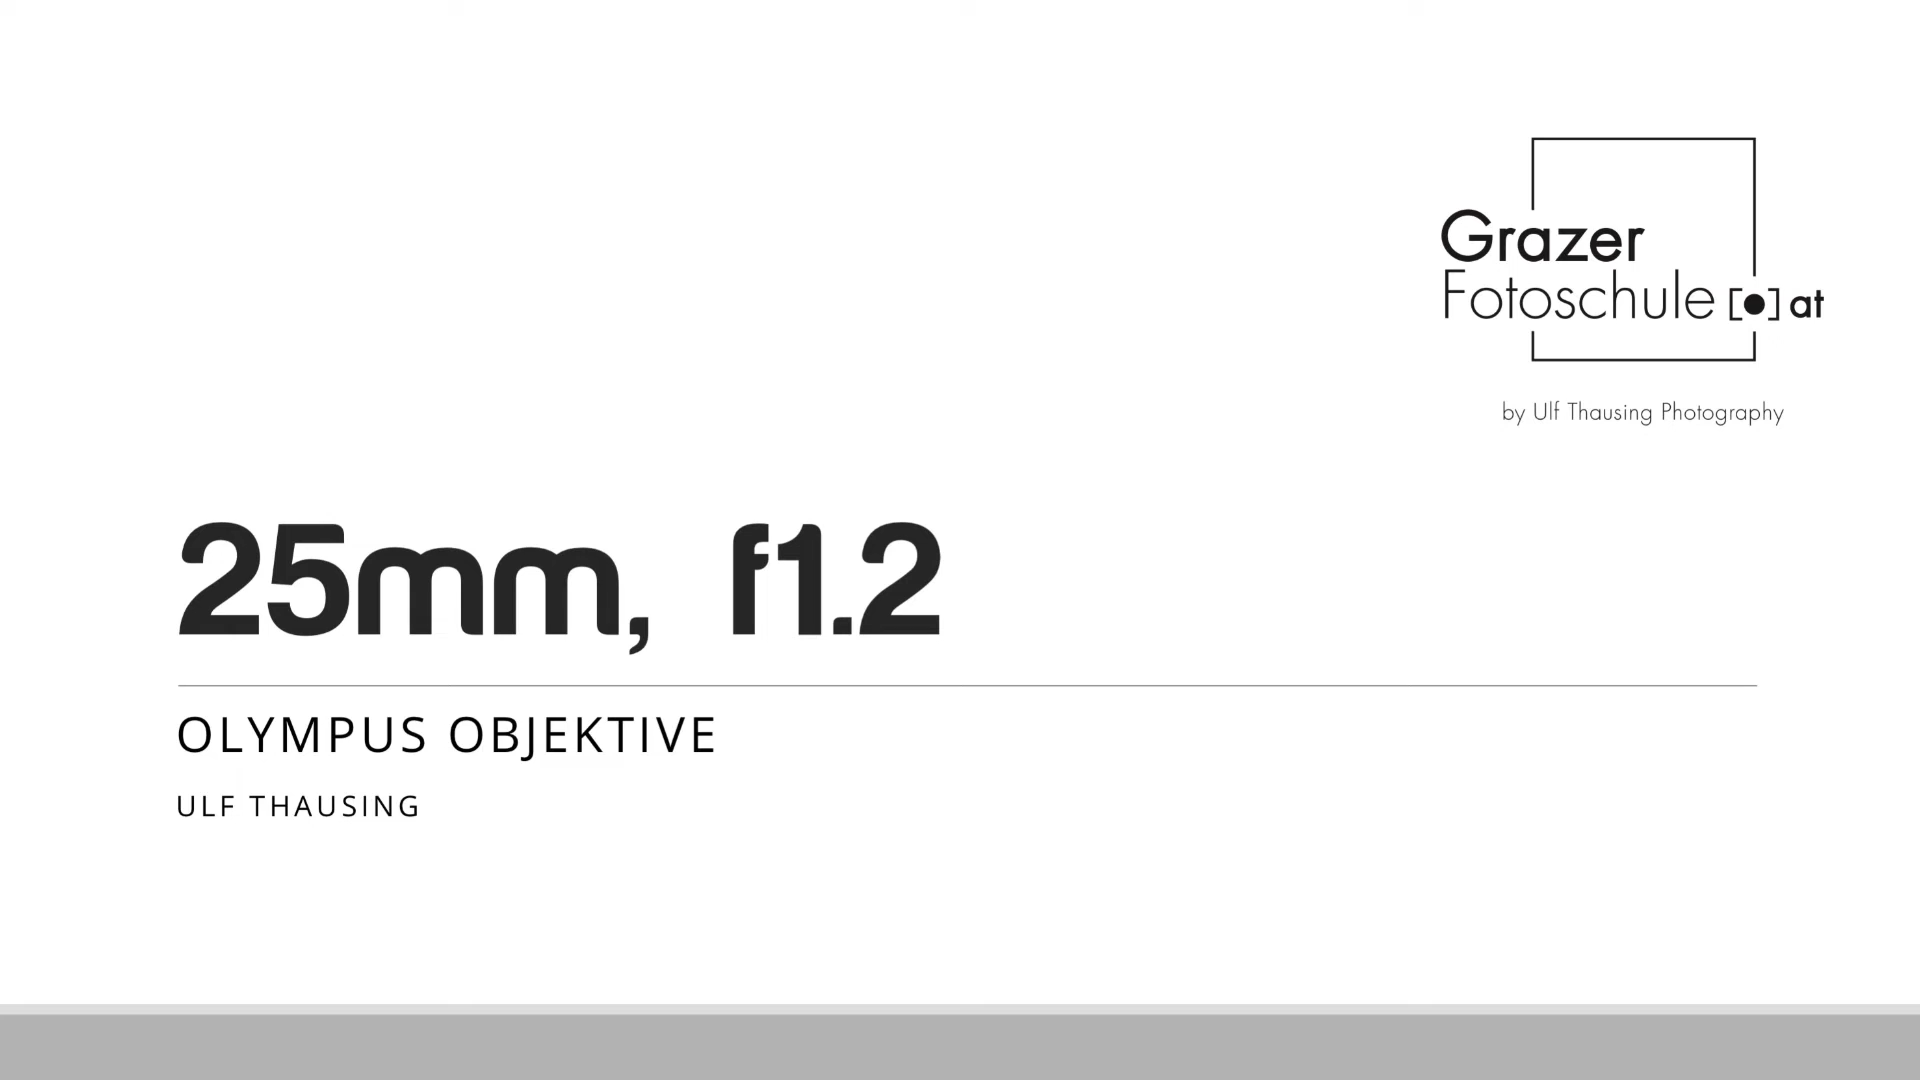 Grazer
Fotoschule [●] at
by Ulf Thausing Photography
25mm, f1.2
OLYMPUS OBJEKTIVE
ULF THAUSING